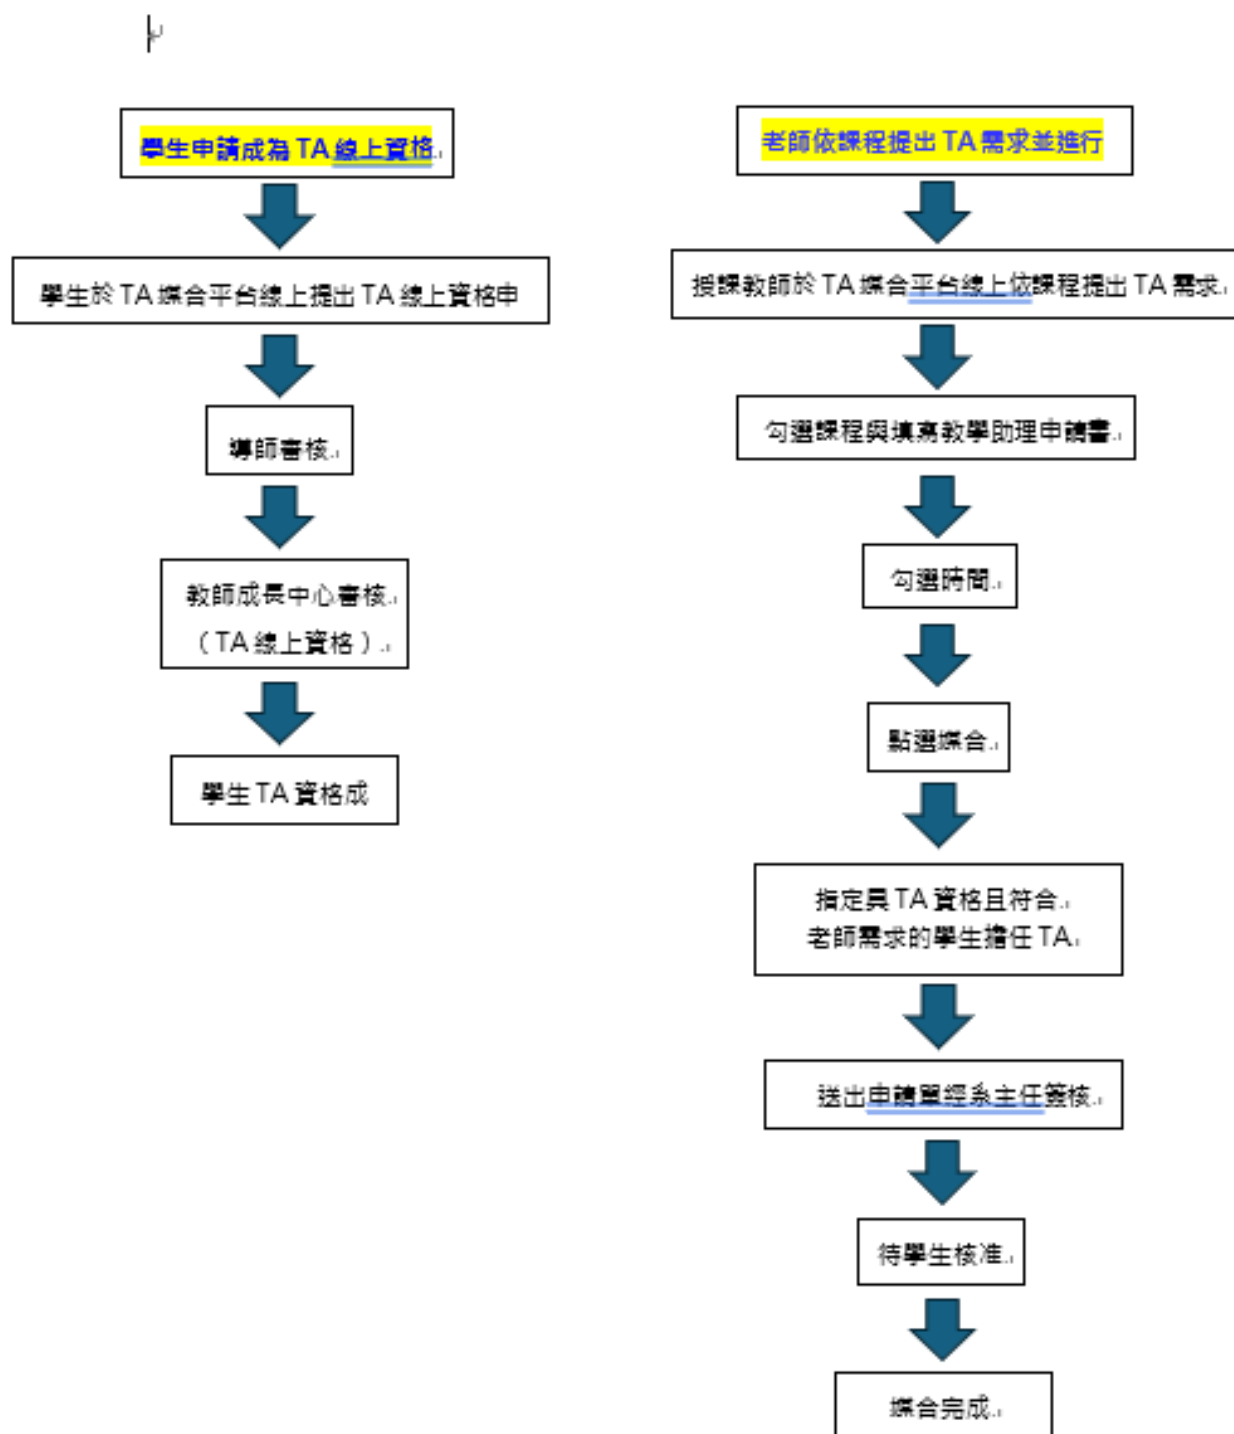 學生申請成為 TA 線上資格
學生於 TA 媒合平台線上提出 TA 線上資格申
導師審核
教師成長中心審核
（TA 線上資格）
學生 TA 資格成
老師依課程提出 TA 需求並進行
授課教師於 TA 媒合平台線上依課程提出 TA 需求
勾選課程與填寫教學助理申請書
勾選時間
點選媒合
指定具 TA 資格且符合
老師需求的學生擔任 TA
送出申請單經系主任簽核
待學生核准
媒合完成